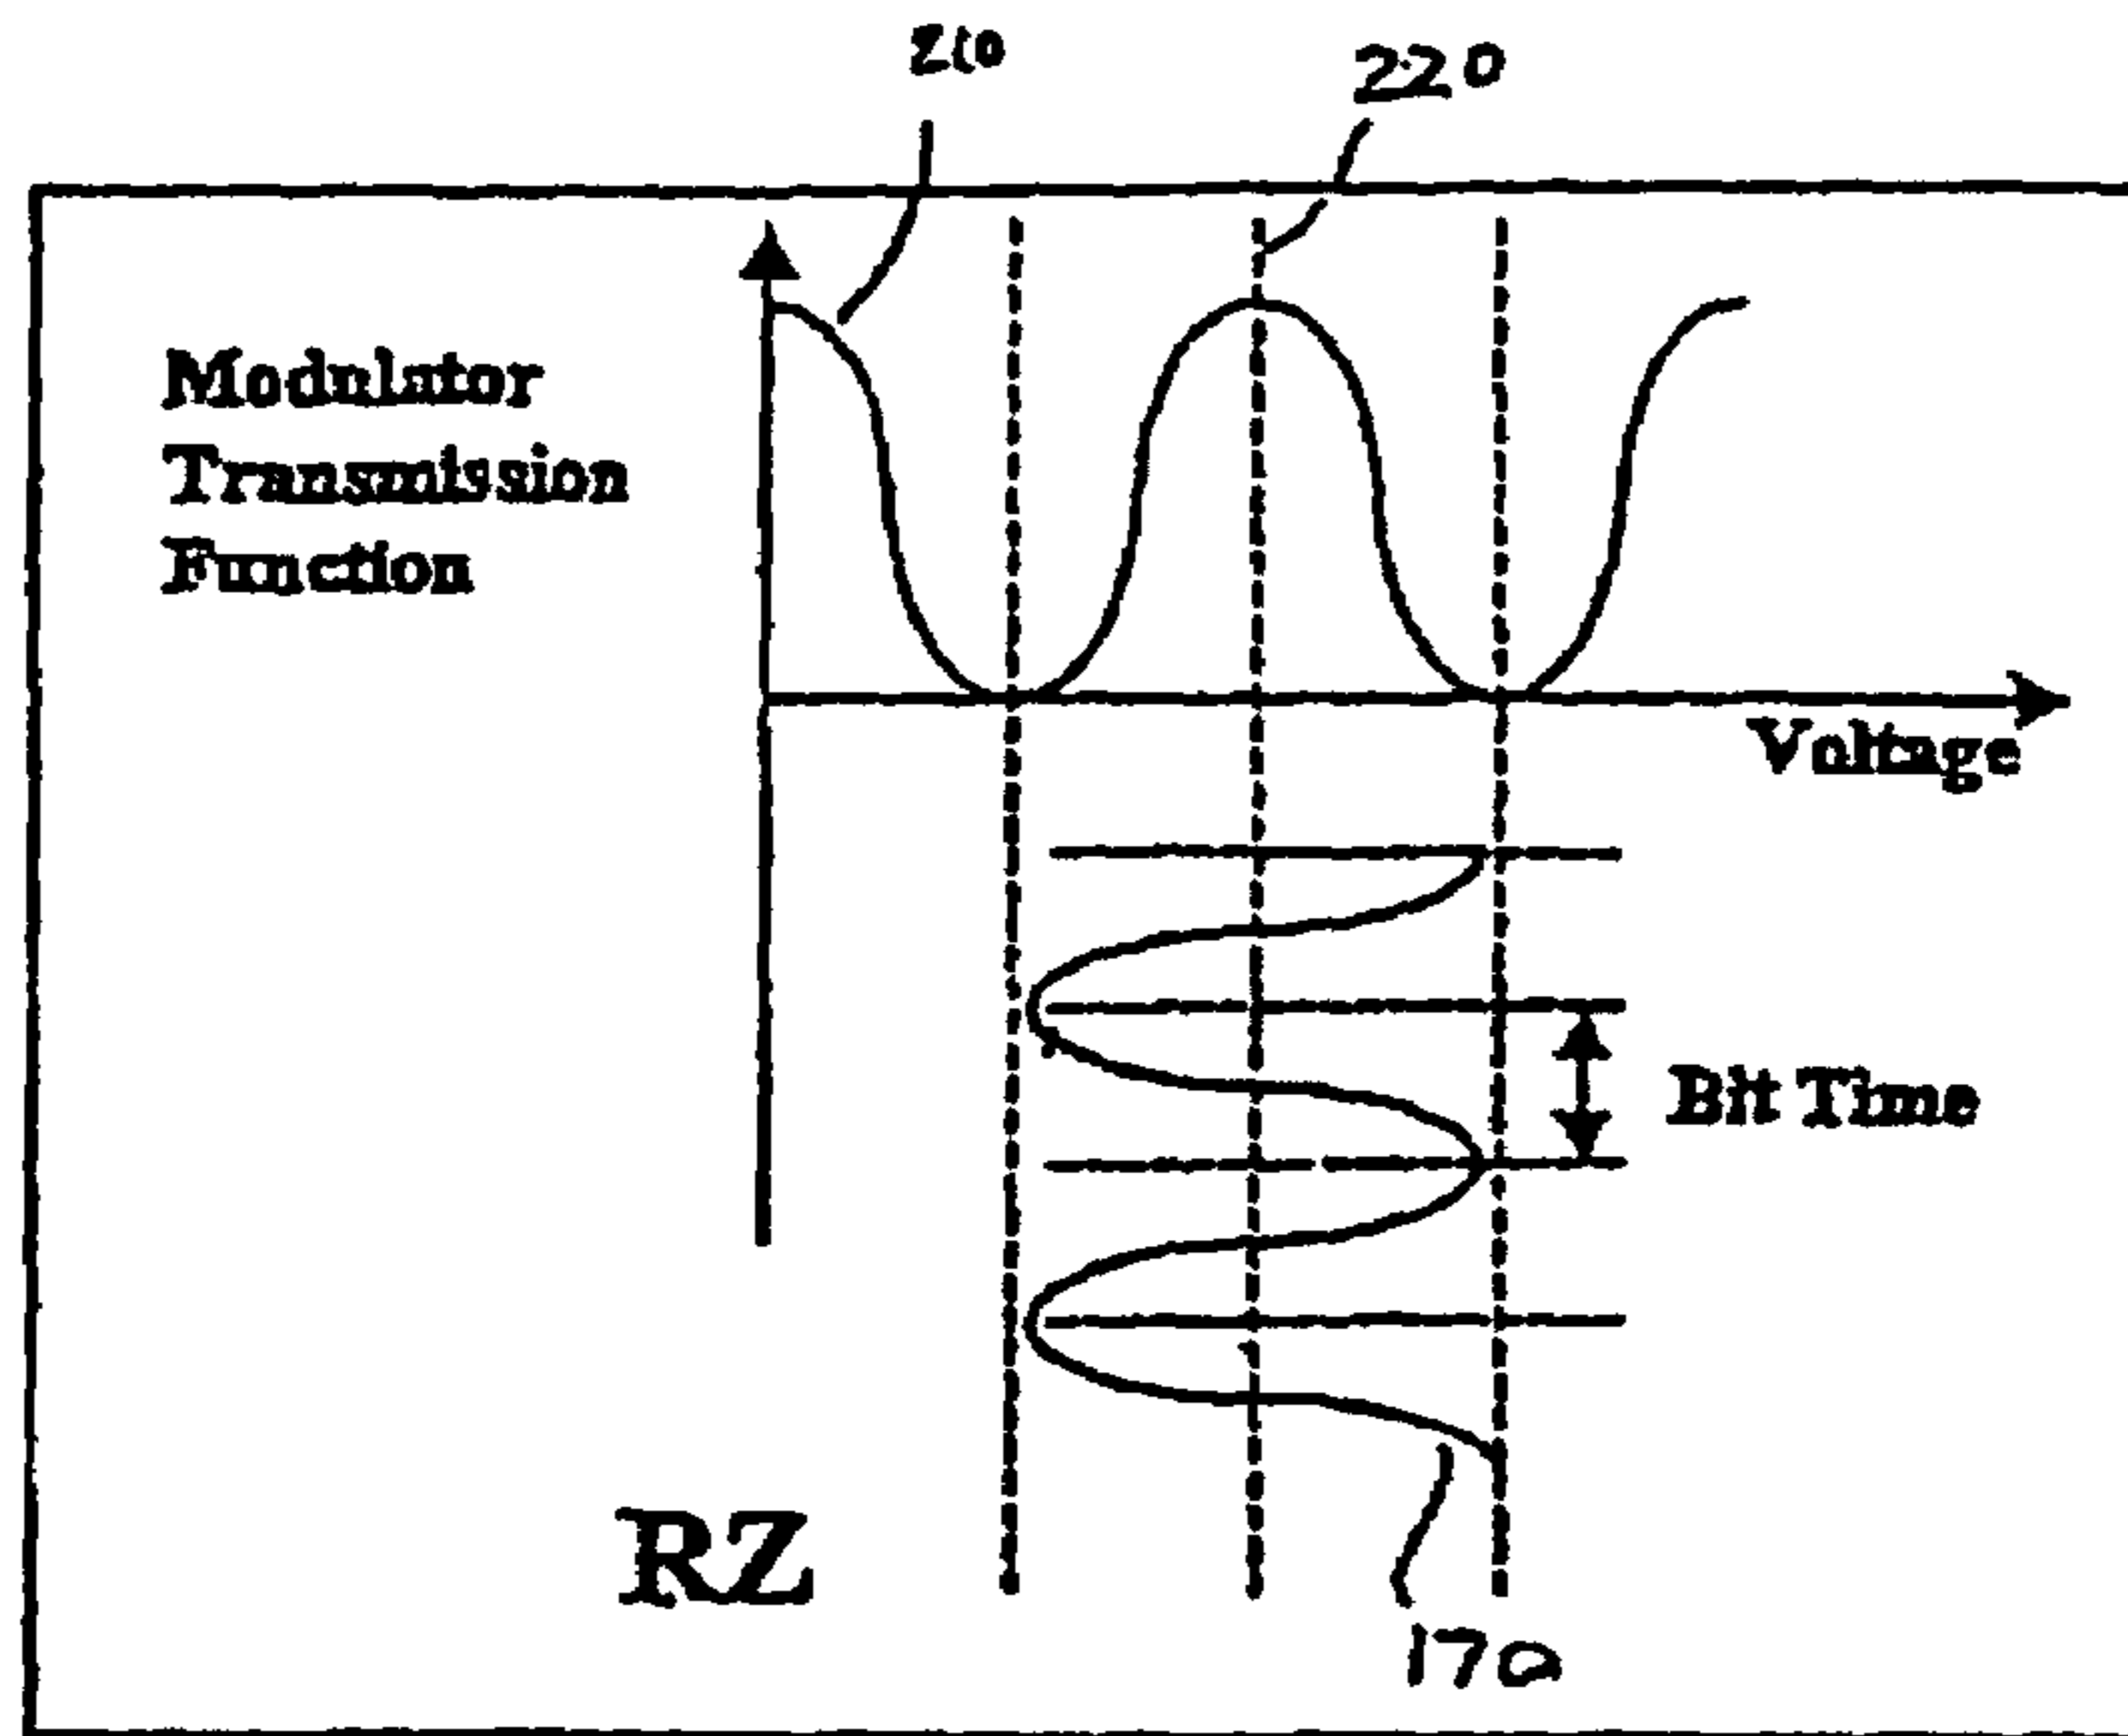 210
220
Modulator
Transmission
Function
Voltage
Bit Time
RZ
170